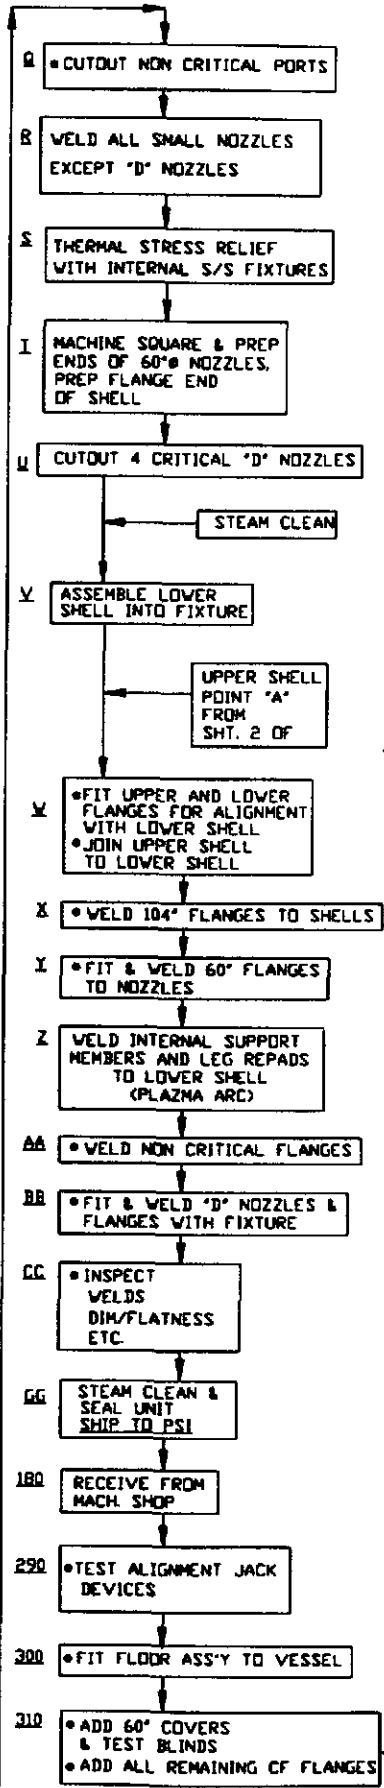 Q
• CUTOUT NON CRITICAL PORTS
R
WELD ALL SMALL NOZZLES
EXCEPT "D" NOZZLES
S
THERMAL STRESS RELIEF
WITH INTERNAL S/S FIXTURES
T
MACHINE SQUARE & PREP
ENDS OF 60"ø NOZZLES,
PREP FLANGE END
OF SHELL
U
CUTOUT 4 CRITICAL "D" NOZZLES
STEAM CLEAN
V
ASSEMBLE LOWER
SHELL INTO FIXTURE
UPPER SHELL
POINT "A"
FROM
SHT. 2 OF
W
• FIT UPPER AND LOWER
FLANGES FOR ALIGNMENT
WITH LOWER SHELL
• JOIN UPPER SHELL
TO LOWER SHELL
X
• WELD 104" FLANGES TO SHELLS
Y
• FIT & WELD 60" FLANGES
TO NOZZLES
Z
WELD INTERNAL SUPPORT
MEMBERS AND LEG REPADS
TO LOWER SHELL
(PLAZMA ARC)
AA
• WELD NON CRITICAL FLANGES
BB
• FIT & WELD "D" NOZZLES &
FLANGES WITH FIXTURE
CC
• INSPECT
WELDS
DIM/FLATNESS
ETC.
GG
STEAM CLEAN &
SEAL UNIT
SHIP TO PSI
180
RECEIVE FROM
MACH. SHOP
290
• TEST ALIGNMENT JACK
DEVICES
300
• FIT FLOOR ASS'Y TO VESSEL
310
• ADD 60" COVERS
& TEST BLINDS
• ADD ALL REMAINING CF FLANGES